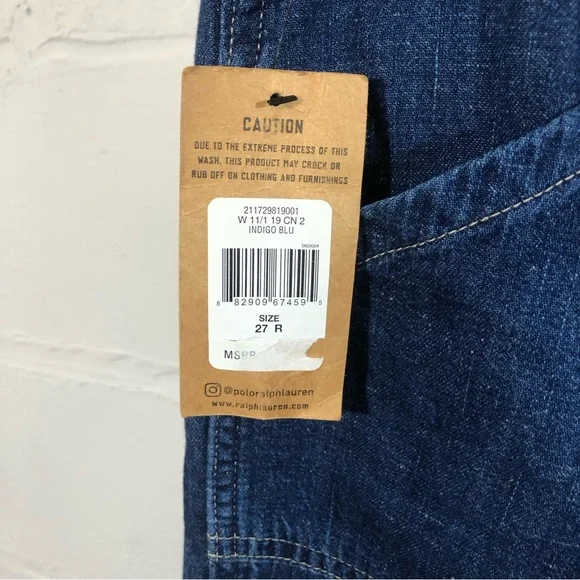 CAUTION
DUE TO THE EXTREME PROCESS OF THIS
WASH, THIS PRODUCT MAY CROCK OR
RUB OFF ON CLOTHING AND FURNISHINGS
211729819001
W 11/1 19 CN 2
INDIGO BLU
8 82909 67459 5
SIZE
27 R
@poloralphlauren
www.ralphlauren.com